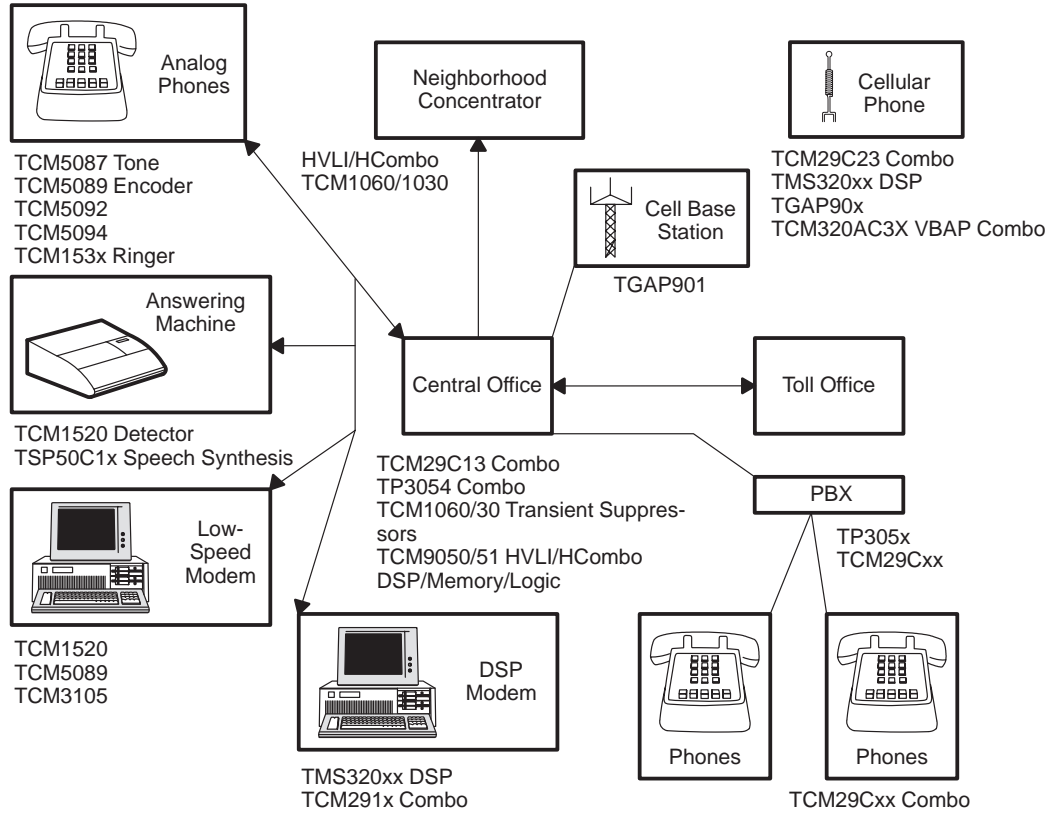 Analog
Phones
TCM5087 Tone
TCM5089 Encoder
TCM5092
TCM5094
TCM153x Ringer
Neighborhood
Concentrator
HVLI/HCombo
TCM1060/1030
Cellular
Phone
TCM29C23 Combo
TMS320xx DSP
TGAP90x
TCM320AC3X VBAP Combo
Cell Base
Station
TGAP901
Answering
Machine
TCM1520 Detector
TSP50C1x Speech Synthesis
Central Office
Toll Office
TCM29C13 Combo
TP3054 Combo
TCM1060/30 Transient Suppres-
sors
TCM9050/51 HVLI/HCombo
DSP/Memory/Logic
PBX
TP305x
TCM29Cxx
Low-
Speed
Modem
TCM1520
TCM5089
TCM3105
DSP
Modem
TMS320xx DSP
TCM291x Combo
Phones
Phones
TCM29Cxx Combo